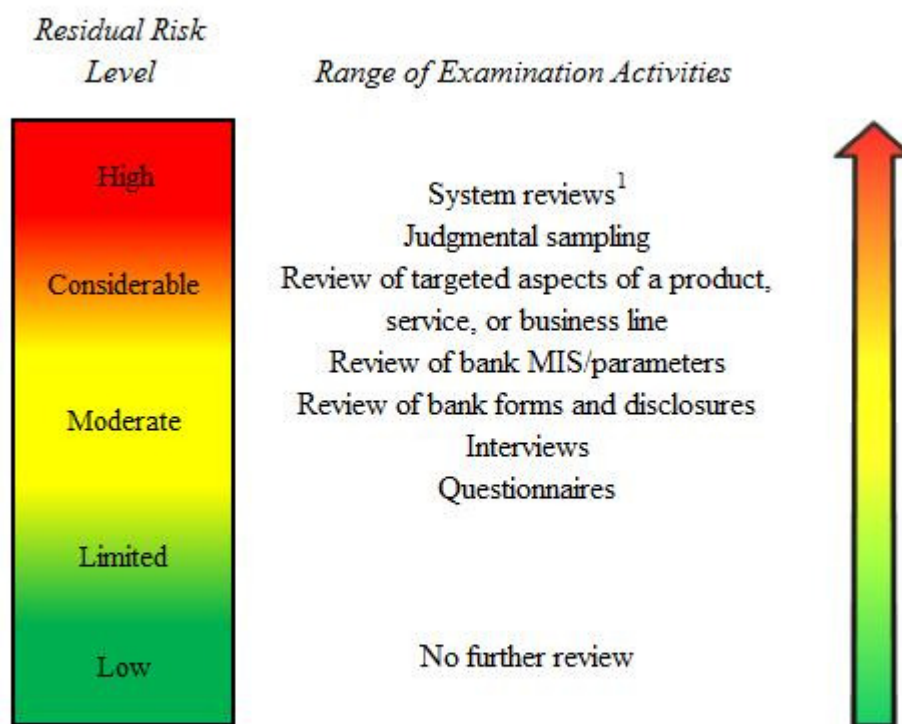 Residual Risk
Level
Range of Examination Activities
High
Considerable
Moderate
Limited
Low
System reviews¹
Judgmental sampling
Review of targeted aspects of a product,
service, or business line
Review of bank MIS/parameters
Review of bank forms and disclosures
Interviews
Questionnaires
No further review